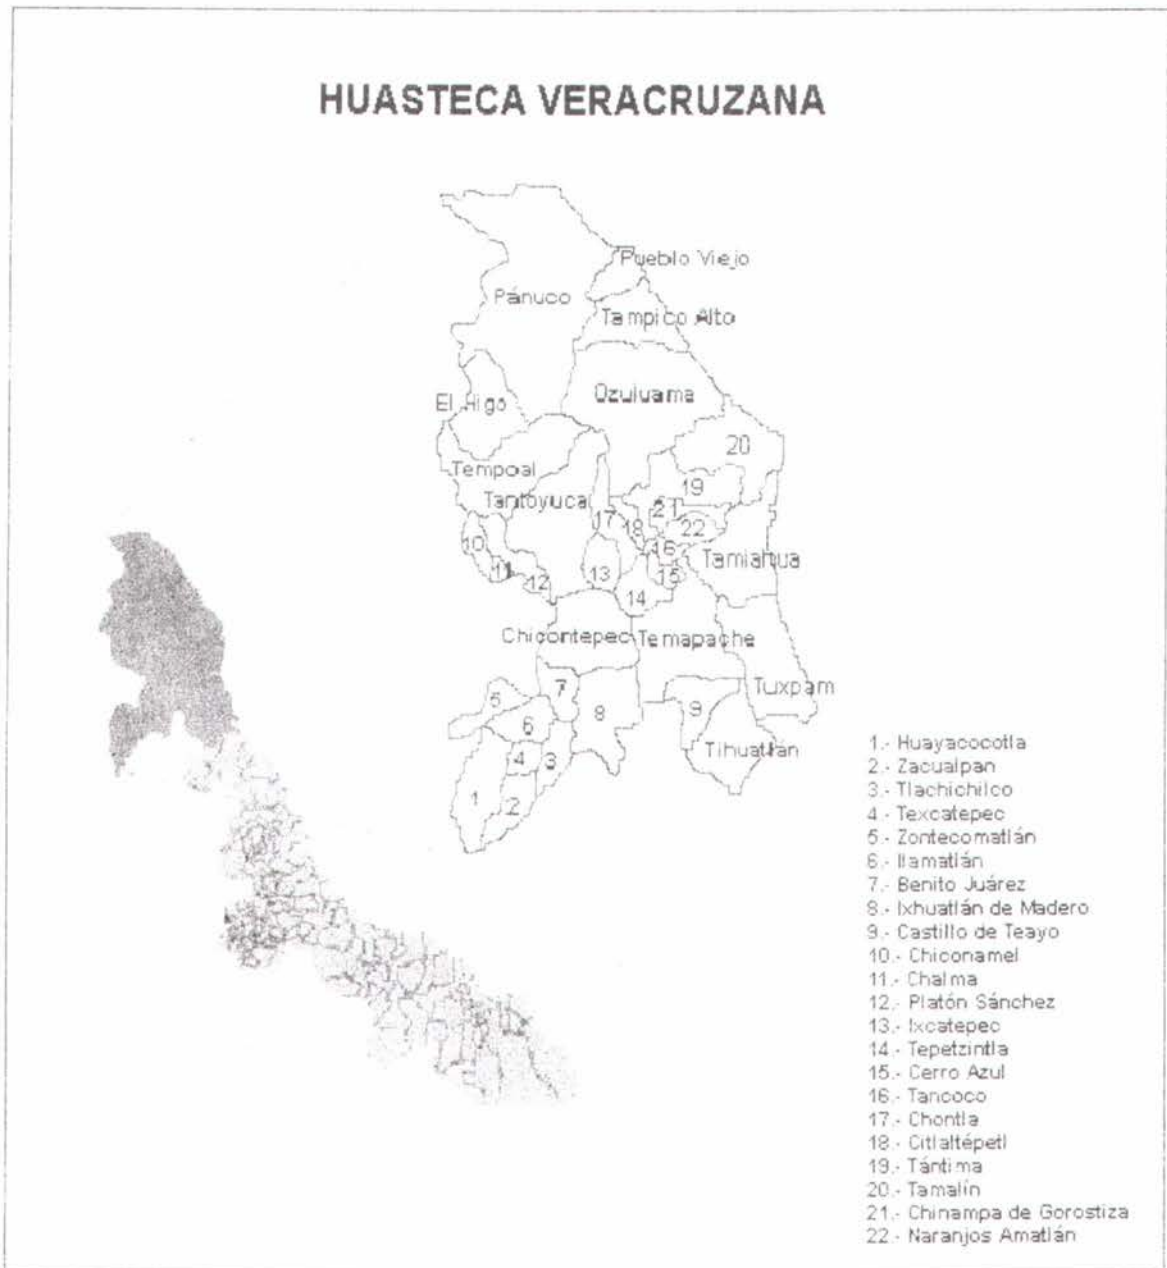 HUASTECA VERACRUZANA
Pueblo Viejo
Pánuco
Tampico Alto
Ozuluama
El Higo
20
Tempoal
19
Tantoyuca
21
17
18
22
10
16
Tamiahua
11
13
15
12
14
Chicontepec
Temapache
7
Tuxpam
5
9
8
6
Tihuatlán
4
3
1
2
1.- Huayacocotla
2.- Zacualpan
3.- Tlachichilco
4.- Texcatepec
5.- Zontecomatlán
6.- Ilamatlán
7.- Benito Juárez
8.- Ixhuatlán de Madero
9.- Castillo de Teayo
10.- Chiconamel
11.- Chalma
12.- Platón Sánchez
13.- Ixcatepec
14.- Tepetzintla
15.- Cerro Azul
16.- Tancoco
17.- Chontla
18.- Citlaltépetl
19.- Tántima
20.- Tamalín
21.- Chinampa de Gorostiza
22.- Naranjos Amatlán